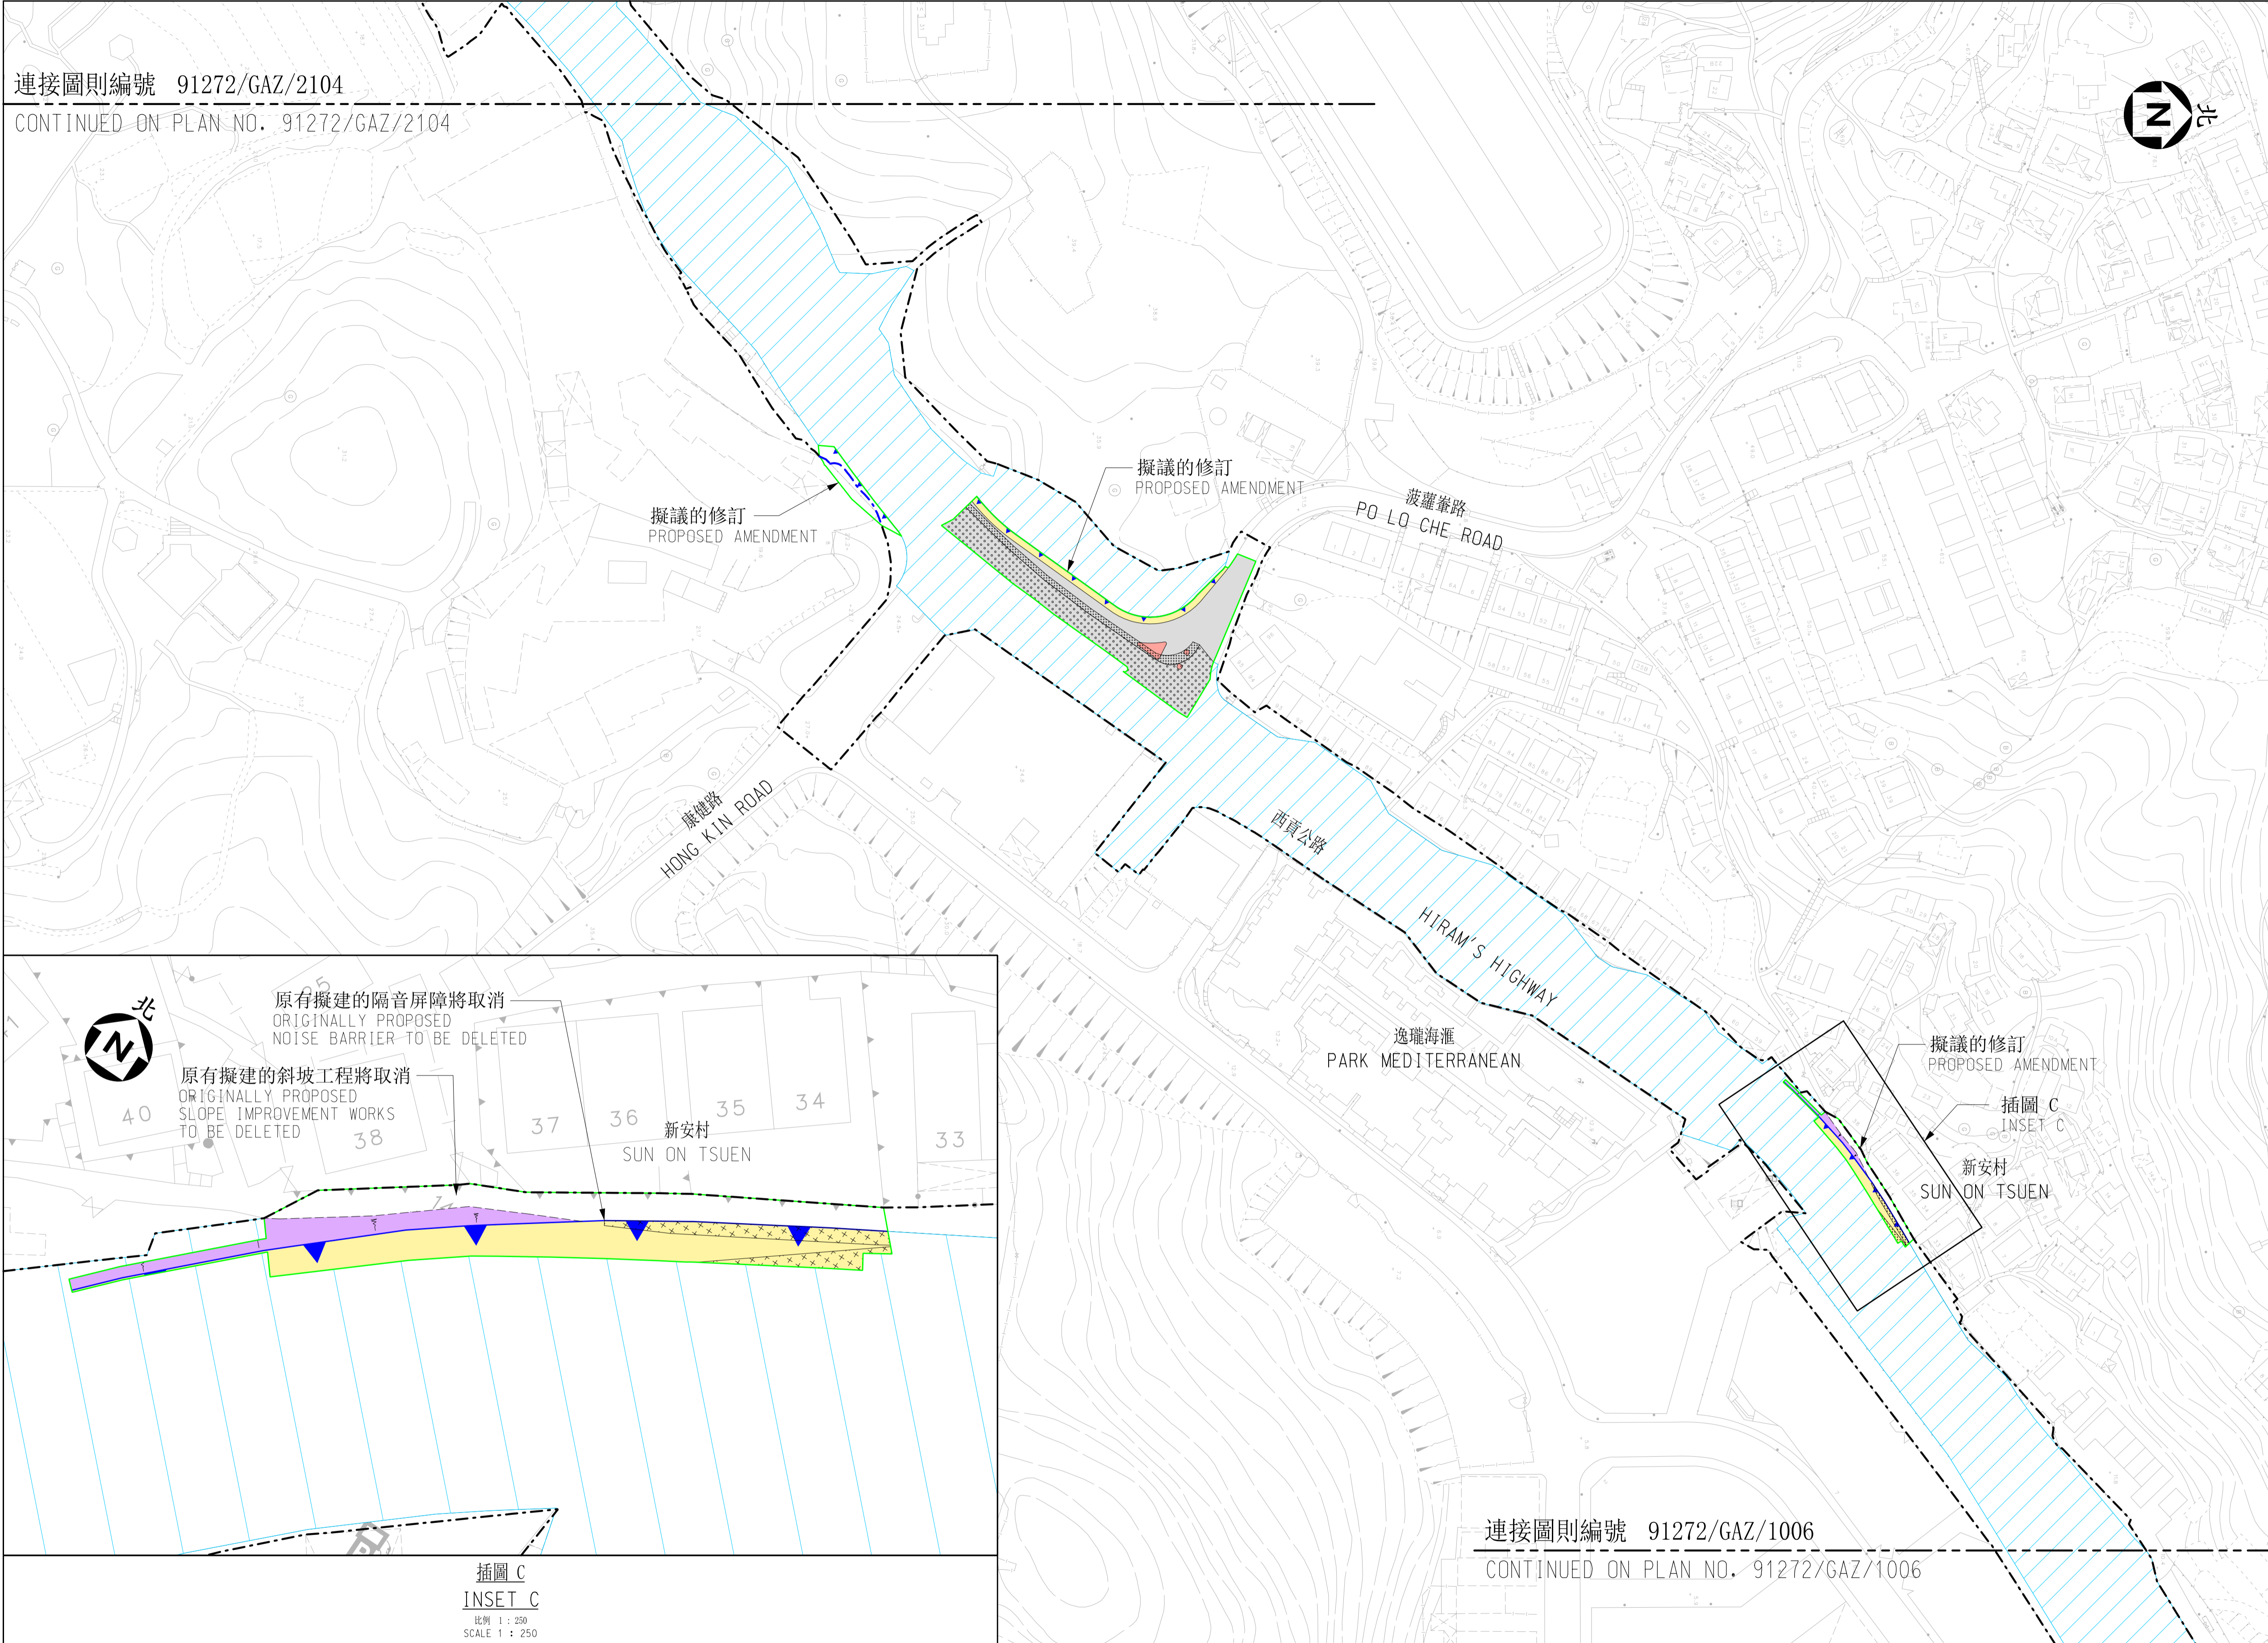 連接圖則編號 91272/GAZ/2104
CONTINUED ON PLAN NO. 91272/GAZ/2104
北
N
擬議的修訂
PROPOSED AMENDMENT
擬議的修訂
PROPOSED AMENDMENT
菠蘿輋路
PO LO CHE ROAD
康健路
HONG KIN ROAD
西貢公路
HIRAM'S HIGHWAY
逸瓏海滙
PARK MEDITERRANEAN
擬議的修訂
PROPOSED AMENDMENT
插圖 C
INSET C
新安村
SUN ON TSUEN
北
N
原有擬建的隔音屏障將取消
ORIGINALLY PROPOSED
NOISE BARRIER TO BE DELETED
原有擬建的斜坡工程將取消
ORIGINALLY PROPOSED
SLOPE IMPROVEMENT WORKS
TO BE DELETED
40
38
37
36
35
34
33
新安村
SUN ON TSUEN
插圖 C
INSET C
比例 1 : 250
SCALE 1 : 250
連接圖則編號 91272/GAZ/1006
CONTINUED ON PLAN NO. 91272/GAZ/1006